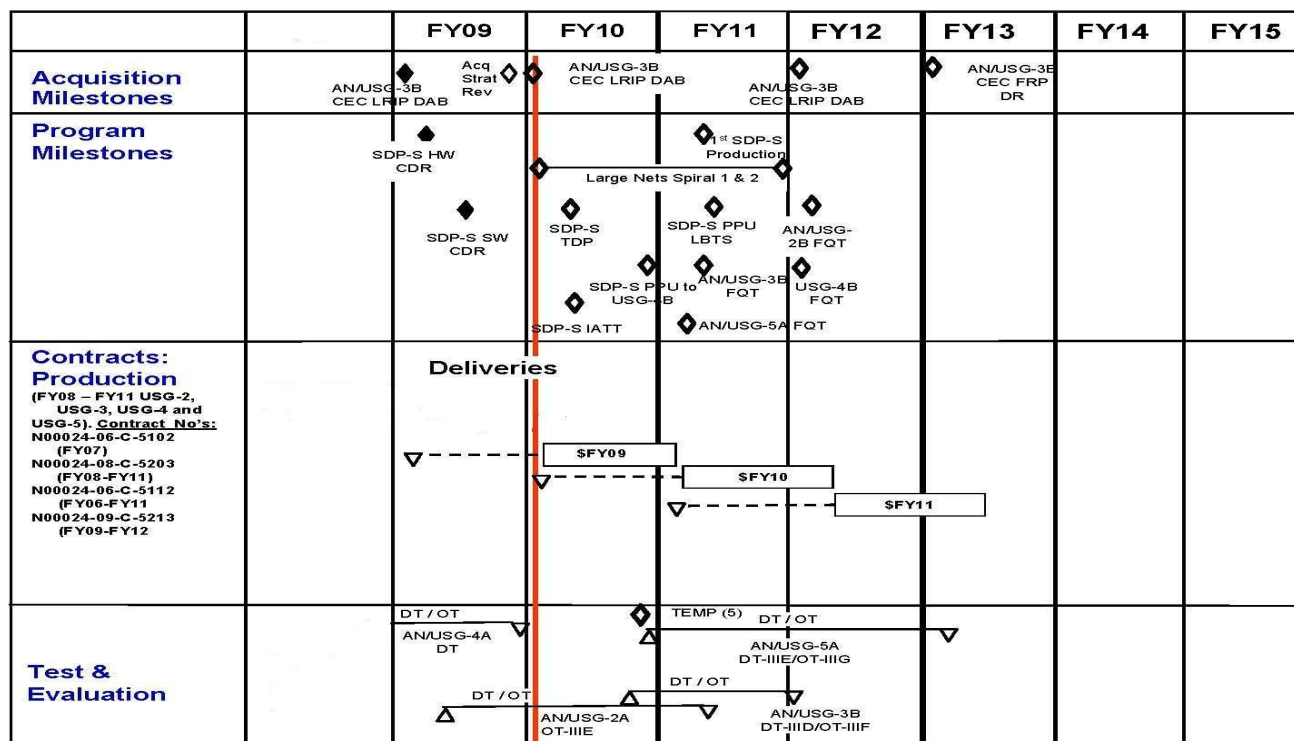 FY09 FY10 FY11 FY12 FY13 FY14 FY15
Acquisition
Milestones
AN/USG-3B
CEC LRIP DAB
Acq
Strat
Rev
AN/USG-3B
CEC LRIP DAB
AN/USG-3B
CEC LRIP DAB
AN/USG-3B
CEC FRP
DR
Program
Milestones
SDP-S HW
CDR
1st SDP-S
Production
Large Nets Spiral 1 & 2
SDP-S SW
CDR
SDP-S
TDP
SDP-S PPU
LBTS
AN/USG-
2B FQT
SDP-S PPU to
USG-4B
AN/USG-3B
FQT
USG-4B
FQT
SDP-S IATT
AN/USG-5A FQT
Contracts:
Production
(FY08 – FY11 USG-2,
USG-3, USG-4 and
USG-5). Contract No's:
N00024-06-C-5102
(FY07)
N00024-08-C-5203
(FY08-FY11)
N00024-06-C-5112
(FY06-FY11
N00024-09-C-5213
(FY09-FY12
Deliveries
$FY09
$FY10
$FY11
Test &
Evaluation
DT / OT
AN/USG-4A
DT
TEMP (5)
DT / OT
AN/USG-5A
DT-IIIE/OT-IIIG
DT / OT
AN/USG-2A
OT-IIIE
DT / OT
AN/USG-3B
DT-IIID/OT-IIIF